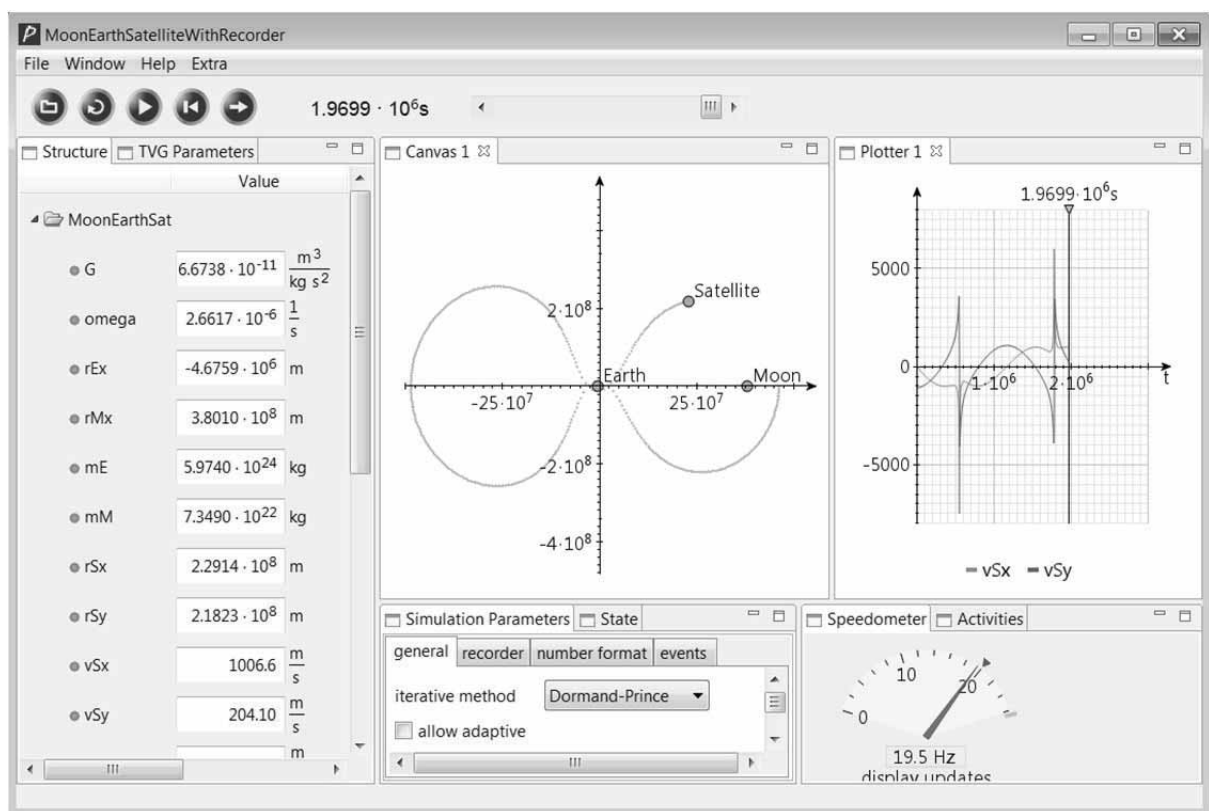 MoonEarthSatelliteWithRecorder
File Window Help Extra
1.9699 · 10⁶s
Structure TVG Parameters
Value
MoonEarthSat
G 6.6738 · 10⁻¹¹ m³/kg s²
omega 2.6617 · 10⁻⁶ 1/s
rEx -4.6759 · 10⁶ m
rMx 3.8010 · 10⁸ m
mE 5.9740 · 10²⁴ kg
mM 7.3490 · 10²² kg
rSx 2.2914 · 10⁸ m
rSy 2.1823 · 10⁸ m
vSx 1006.6 m/s
vSy 204.10 m/s
m
Canvas 1
Satellite
2·10⁸
Earth Moon
-25·10⁷ 25·10⁷
-2·10⁸
-4·10⁸
Plotter 1
1.9699·10⁶s
5000
0
1·10⁶ 2·10⁶ t
-5000
vSx vSy
Simulation Parameters State
general recorder number format events
iterative method Dormand-Prince
allow adaptive
Speedometer Activities
0 10 20
19.5 Hz
display updates